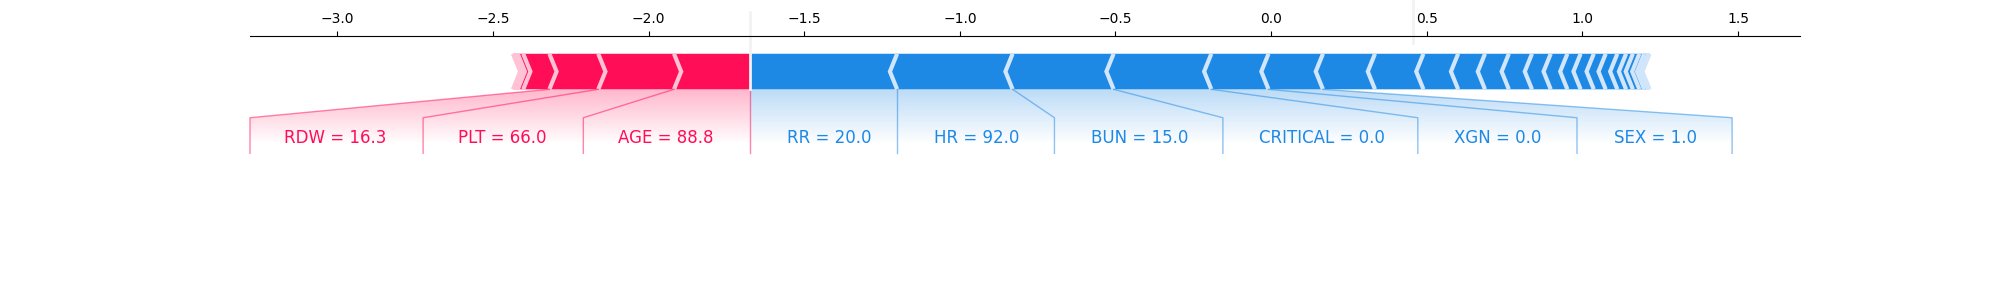 −3.0 −2.5 −2.0 −1.5 −1.0 −0.5 0.0 0.5 1.0 1.5
RDW = 16.3 PLT = 66.0 AGE = 88.8 RR = 20.0 HR = 92.0 BUN = 15.0 CRITICAL = 0.0 XGN = 0.0 SEX = 1.0